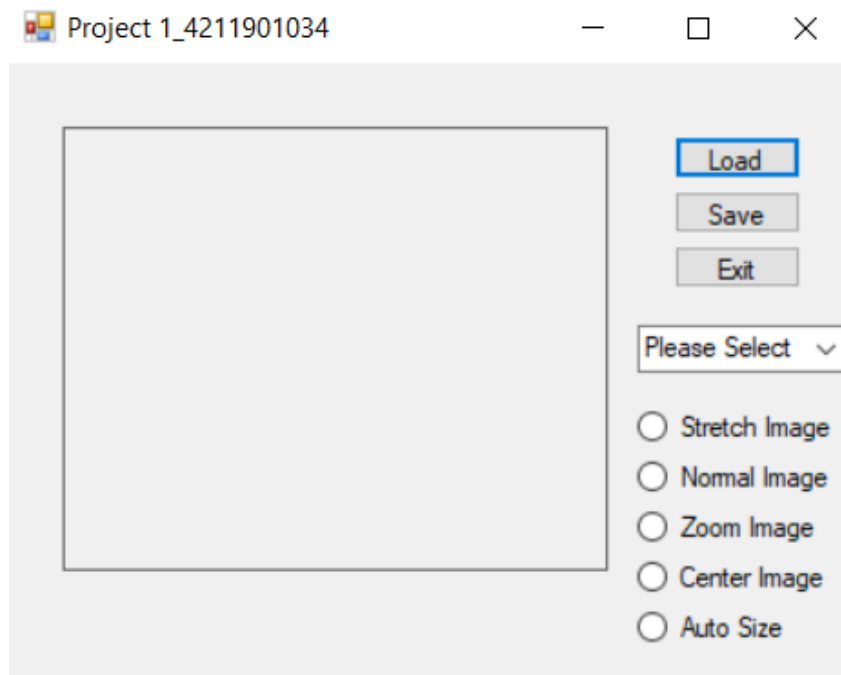 Project 1_4211901034
Load
Save
Exit
Please Select
Stretch Image
Normal Image
Zoom Image
Center Image
Auto Size